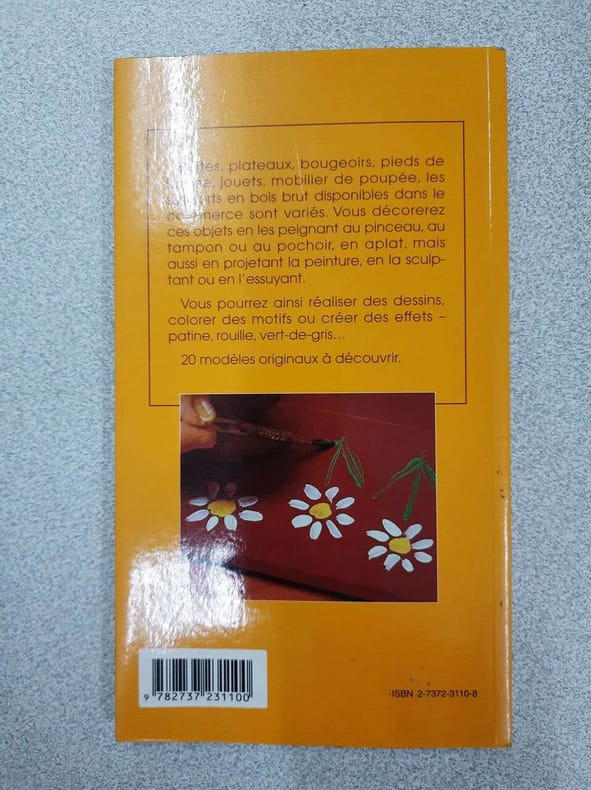 plateaux, bougeoirs, pieds de
jouets, mobilier de poupée, les
en bois brut disponibles dans le
commerce sont variés. Vous décorerez
ces objets en les peignant au pinceau, au
tampon ou au pochoir, en aplat, mais
aussi en projetant la peinture, en la sculp-
tant ou en l'essuyant.
Vous pourrez ainsi réaliser des dessins,
colorer des motifs ou créer des effets –
patine, rouille, vert-de-gris...
20 modèles originaux à découvrir.
9 782737 231100
ISBN 2-7372-3110-8